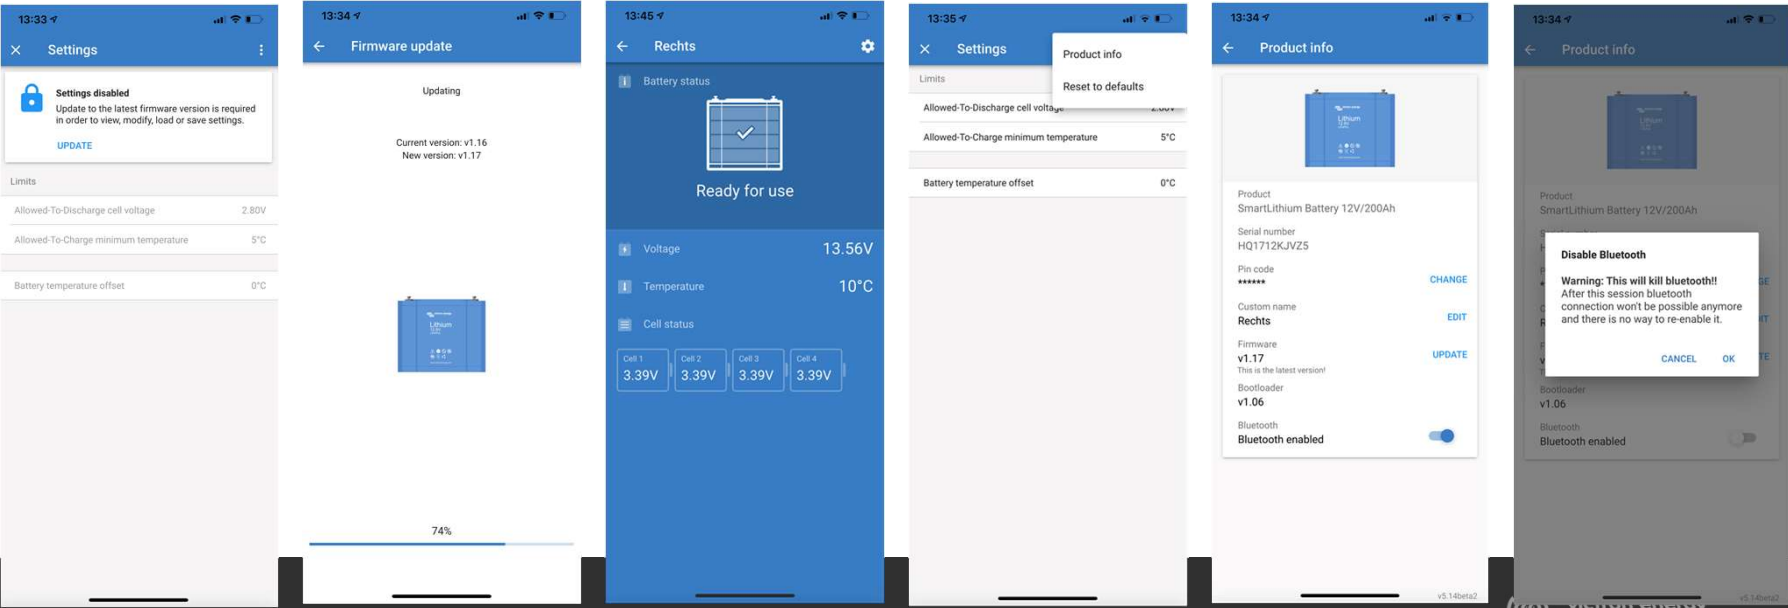 13:33
Settings
Settings disabled
Update to the latest firmware version is required
in order to view, modify, load or save settings.
UPDATE
Limits
Allowed-To-Discharge cell voltage 2.80V
Allowed-To-Charge minimum temperature 5°C
Battery temperature offset 0°C
13:34
Firmware update
Updating
Current version: v1.16
New version: v1.17
Lithium
74%
13:45
Rechts
Battery status
Ready for use
Voltage 13.56V
Temperature 10°C
Cell status
Cell 1 Cell 2 Cell 3 Cell 4
3.39V 3.39V 3.39V 3.39V
13:35
Settings
Product info
Reset to defaults
Limits
Allowed-To-Discharge cell voltage 2.80V
Allowed-To-Charge minimum temperature 5°C
Battery temperature offset 0°C
13:34
Product info
Lithium
Product
SmartLithium Battery 12V/200Ah
Serial number
HQ1712KJVZ5
Pin code
****** CHANGE
Custom name
Rechts EDIT
Firmware
v1.17 UPDATE
This is the latest version!
Bootloader
v1.06
Bluetooth
Bluetooth enabled
v5.14beta2
13:34
Product info
Lithium
Product
SmartLithium Battery 12V/200Ah
Disable Bluetooth
Warning: This will kill bluetooth!!
After this session bluetooth
connection won't be possible anymore
and there is no way to re-enable it.
CANCEL OK
Bootloader
v1.06
Bluetooth
Bluetooth enabled
v5.14beta2